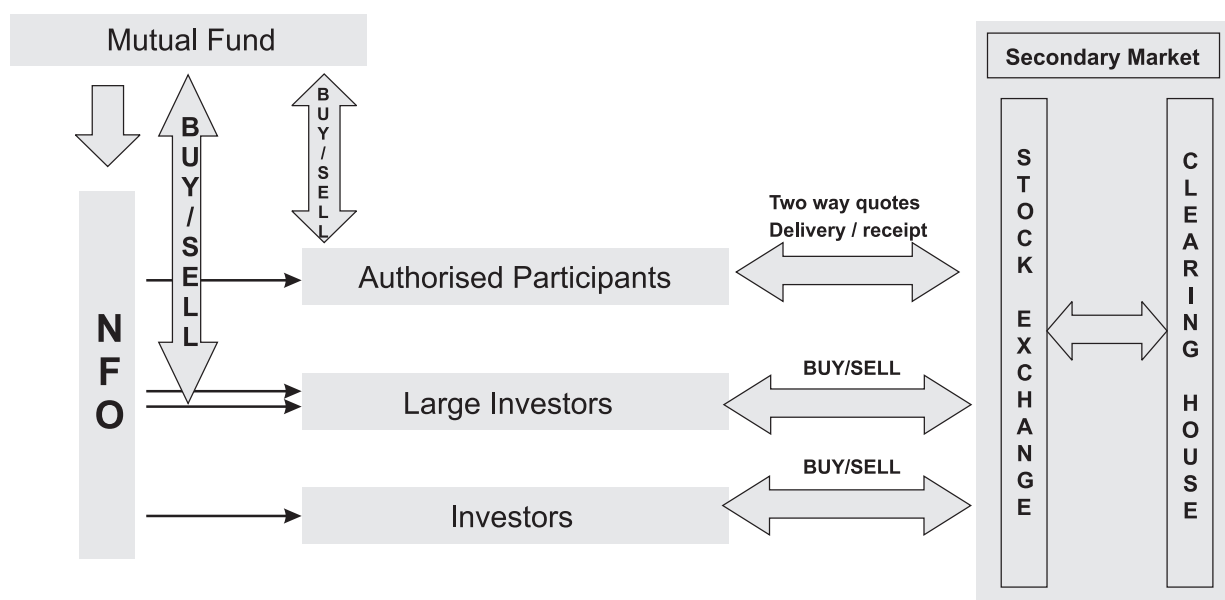 Mutual Fund
Secondary Market
BUY/SELL
BUY/SELL
NFO
Two way quotes
Delivery / receipt
Authorised Participants
BUY/SELL
Large Investors
BUY/SELL
Investors
STOCK EXCHANGE
CLEARING HOUSE